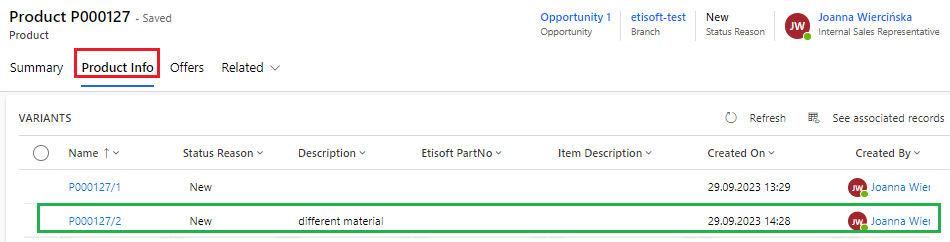 Product P000127 - Saved
Product
Opportunity 1
Opportunity
etisoft-test
Branch
New
Status Reason
JW
Joanna Wiercińska
Internal Sales Representative
Summary Product Info Offers Related
VARIANTS
Refresh See associated records
Name ↑ Status Reason Description Etisoft PartNo Item Description Created On Created By
P000127/1 New 29.09.2023 13:29 JW Joanna Wier
P000127/2 New different material 29.09.2023 14:28 JW Joanna Wier